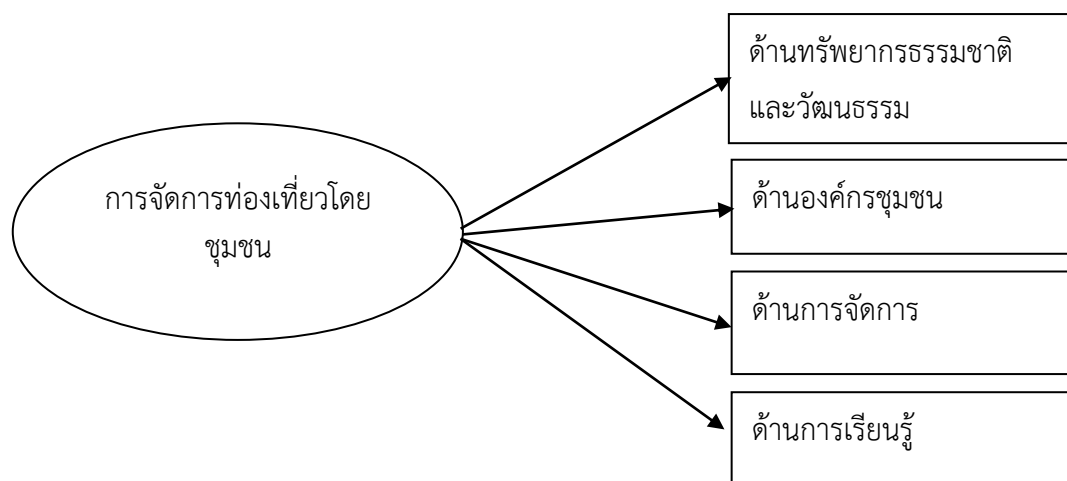 ด้านทรัพยากรธรรมชาติ
และวัฒนธรรม
การจัดการท่องเที่ยวโดย
ชุมชน
ด้านองค์กรชุมชน
ด้านการจัดการ
ด้านการเรียนรู้